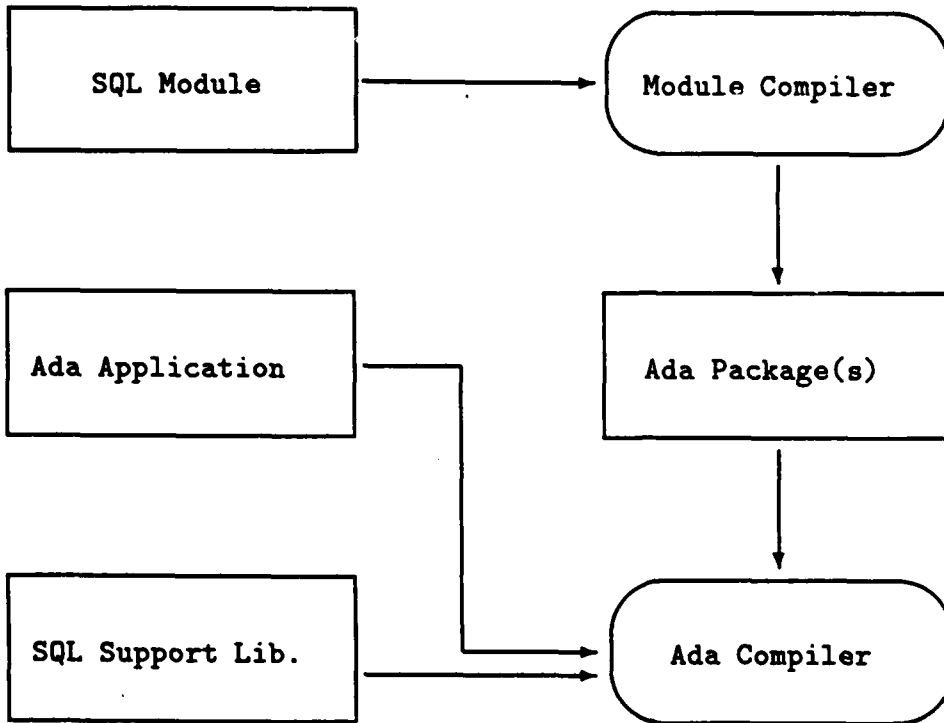 SQL Module
Module Compiler
Ada Application
Ada Package(s)
SQL Support Lib.
Ada Compiler